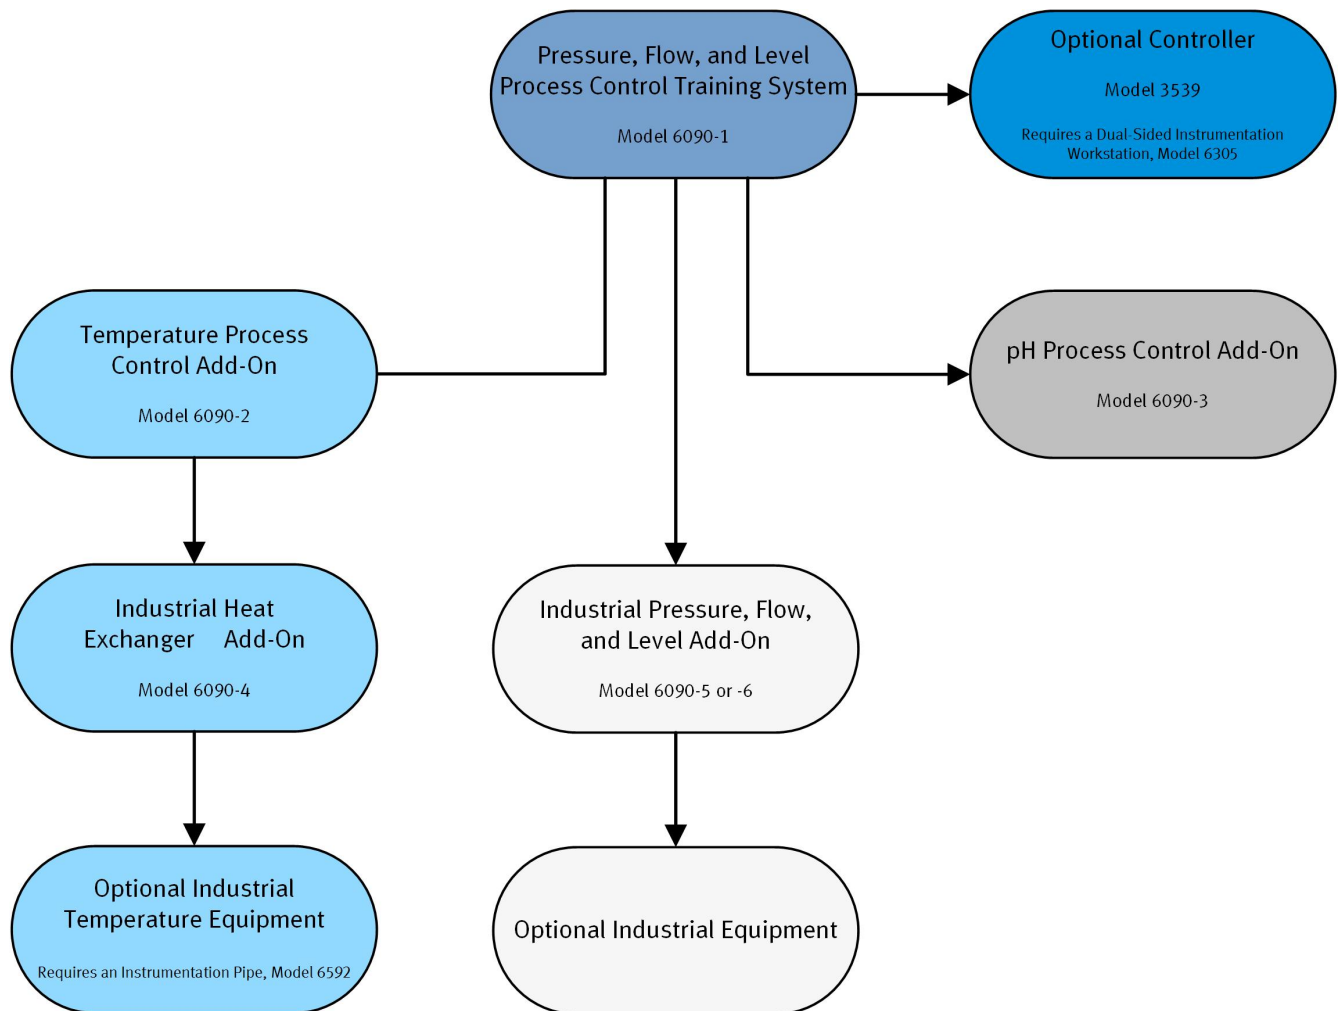 Pressure, Flow, and Level
Process Control Training System
Model 6090-1
Optional Controller
Model 3539
Requires a Dual-Sided Instrumentation
Workstation, Model 6305
Temperature Process
Control Add-On
Model 6090-2
pH Process Control Add-On
Model 6090-3
Industrial Heat
Exchanger Add-On
Model 6090-4
Industrial Pressure, Flow,
and Level Add-On
Model 6090-5 or -6
Optional Industrial
Temperature Equipment
Requires an Instrumentation Pipe, Model 6592
Optional Industrial Equipment